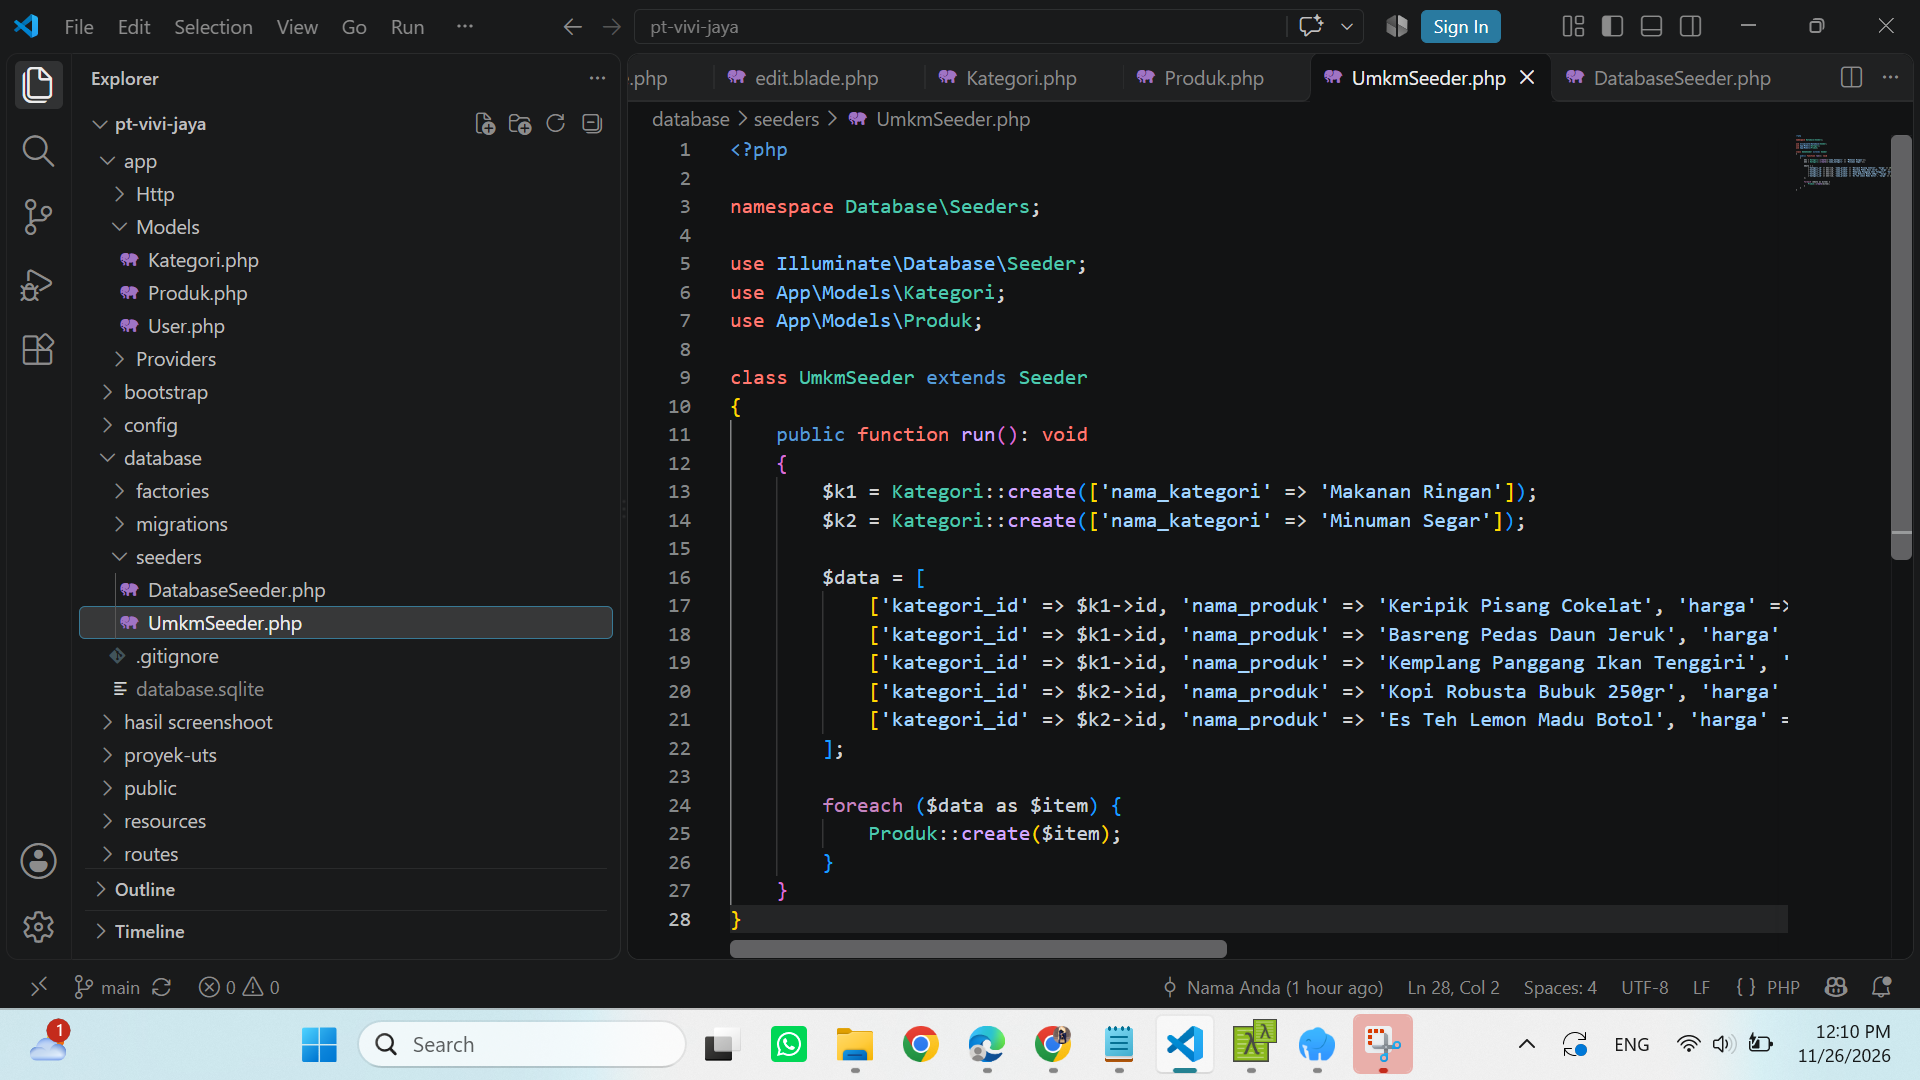 File Edit Selection View Go Run ···
pt-vivi-jaya
Sign In
Explorer
pt-vivi-jaya
app
Http
Models
Kategori.php
Produk.php
User.php
Providers
bootstrap
config
database
factories
migrations
seeders
DatabaseSeeder.php
UmkmSeeder.php
.gitignore
database.sqlite
hasil screenshoot
proyek-uts
public
resources
routes
Outline
Timeline
.php edit.blade.php Kategori.php Produk.php UmkmSeeder.php DatabaseSeeder.php
database > seeders > UmkmSeeder.php
1 <?php
2
3 namespace Database\Seeders;
4
5 use Illuminate\Database\Seeder;
6 use App\Models\Kategori;
7 use App\Models\Produk;
8
9 class UmkmSeeder extends Seeder
10 {
11 public function run(): void
12 {
13 $k1 = Kategori::create(['nama_kategori' => 'Makanan Ringan']);
14 $k2 = Kategori::create(['nama_kategori' => 'Minuman Segar']);
15
16 $data = [
17 ['kategori_id' => $k1->id, 'nama_produk' => 'Keripik Pisang Cokelat', 'harga' =>
18 ['kategori_id' => $k1->id, 'nama_produk' => 'Basreng Pedas Daun Jeruk', 'harga'
19 ['kategori_id' => $k1->id, 'nama_produk' => 'Kemplang Panggang Ikan Tenggiri', '
20 ['kategori_id' => $k2->id, 'nama_produk' => 'Kopi Robusta Bubuk 250gr', 'harga'
21 ['kategori_id' => $k2->id, 'nama_produk' => 'Es Teh Lemon Madu Botol', 'harga' =
22 ];
23
24 foreach ($data as $item) {
25 Produk::create($item);
26 }
27 }
28 }
main 0 0 Nama Anda (1 hour ago) Ln 28, Col 2 Spaces: 4 UTF-8 LF { } PHP
1
Search
ENG
12:10 PM
11/26/2026